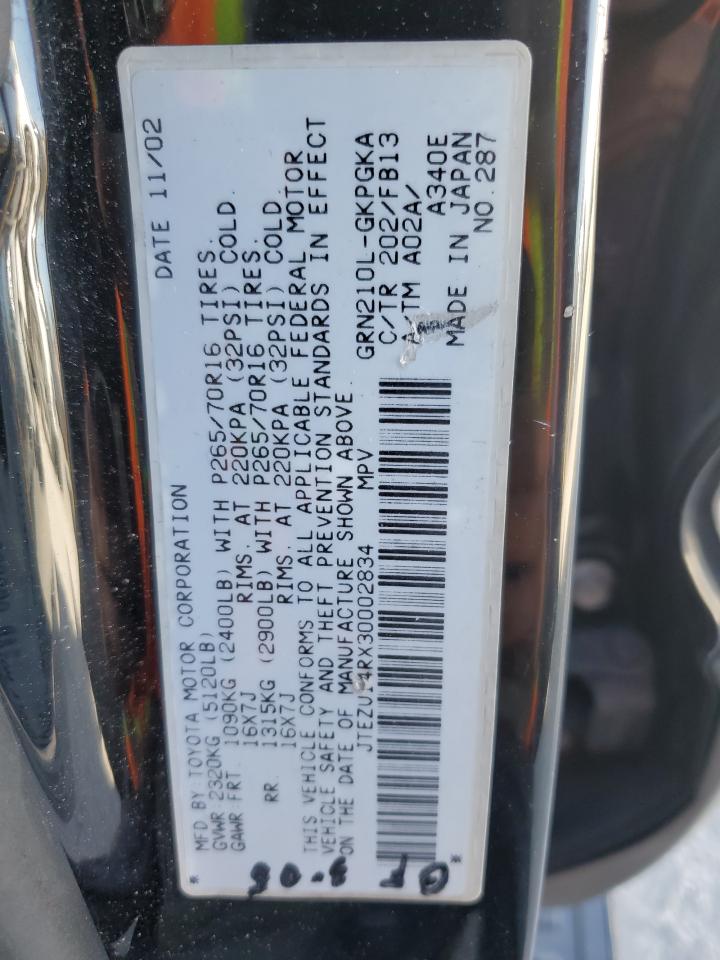 MFD BY: TOYOTA MOTOR CORPORATION DATE 11/02
GVWR 2320KG (5120LB)
GAWR FRT. 1090KG (2400LB) WITH P265/70R16 TIRES.
16X7J RIMS. AT 220KPA (32PSI) COLD.
RR. 1315KG (2900LB) WITH P265/70R16 TIRES.
16X7J RIMS. AT 220KPA (32PSI) COLD.
THIS VEHICLE CONFORMS TO ALL APPLICABLE FEDERAL MOTOR
VEHICLE SAFETY AND THEFT PREVENTION STANDARDS IN EFFECT
ON THE DATE OF MANUFACTURE SHOWN ABOVE.
JTEZU14RX30002834 MPV
GRN210L-GKPGKA
C/TR 202/FB13
A/TM A02A/
A340E
MADE IN JAPAN
NO.287